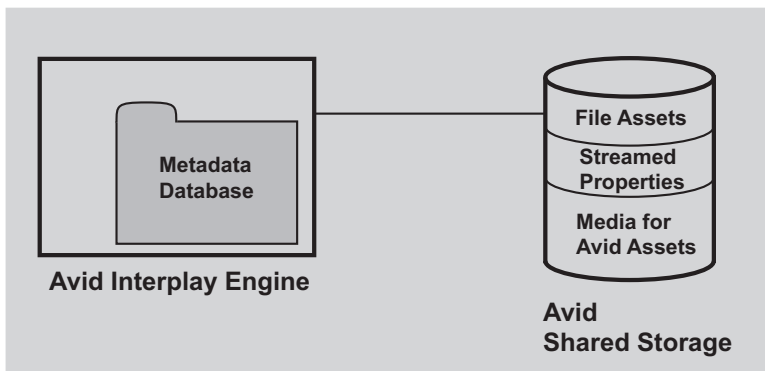 Metadata
Database
Avid Interplay Engine
File Assets
Streamed
Properties
Media for
Avid Assets
Avid
Shared Storage